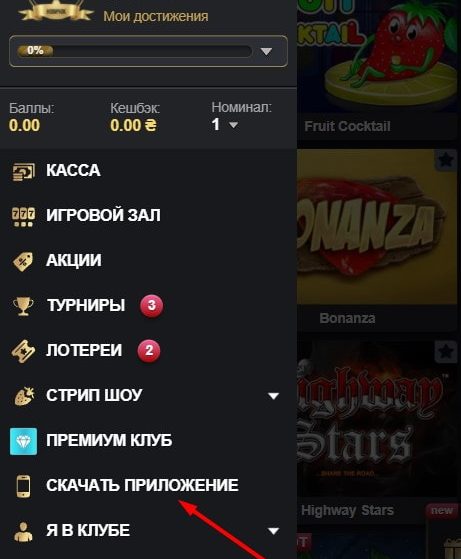 Мои достижения
0%
Баллы: Кешбэк: Номинал:
0.00 0.00 ₴ 1
КАССА
ИГРОВОЙ ЗАЛ
АКЦИИ
ТУРНИРЫ 3
ЛОТЕРЕИ 2
СТРИП ШОУ
ПРЕМИУМ КЛУБ
СКАЧАТЬ ПРИЛОЖЕНИЕ
Я В КЛУБЕ
COCKTAIL
Fruit Cocktail
BONANZA
Bonanza
Highway
Stars
...SHARE THE ROAD...
Highway Stars
new